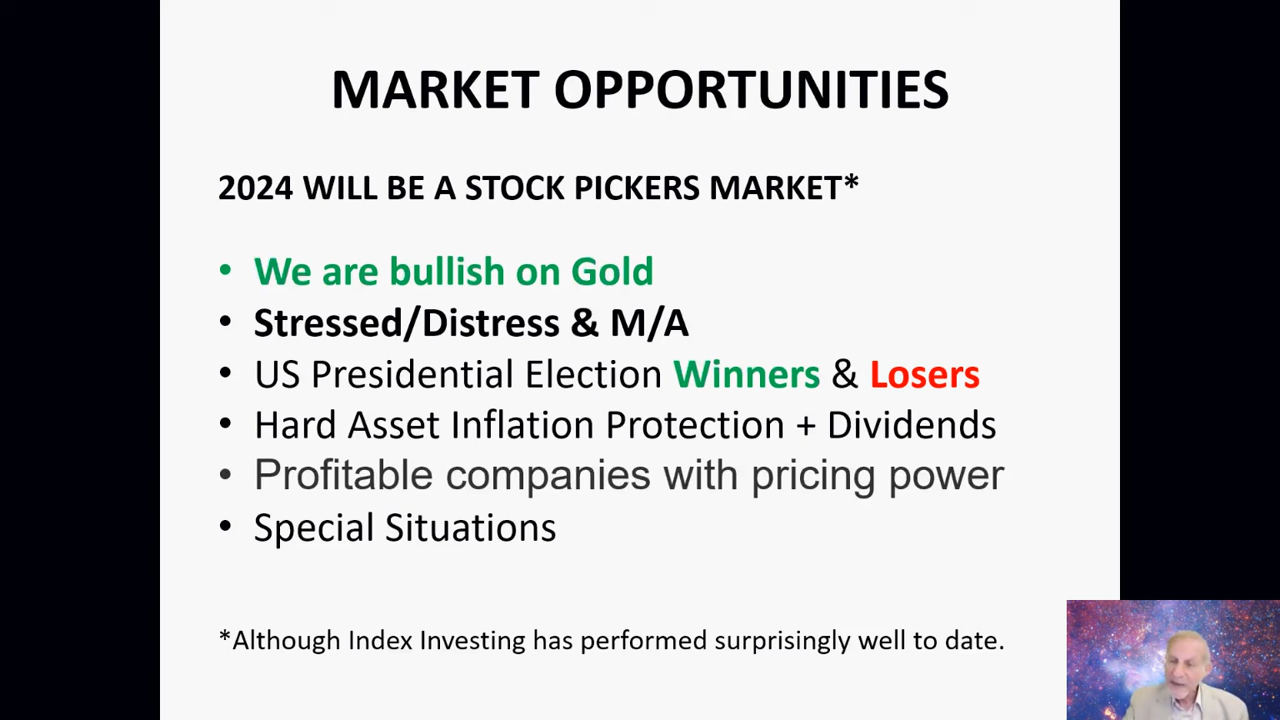 MARKET OPPORTUNITIES
2024 WILL BE A STOCK PICKERS MARKET*
• We are bullish on Gold
• Stressed/Distress & M/A
• US Presidential Election Winners & Losers
• Hard Asset Inflation Protection + Dividends
• Profitable companies with pricing power
• Special Situations
*Although Index Investing has performed surprisingly well to date.